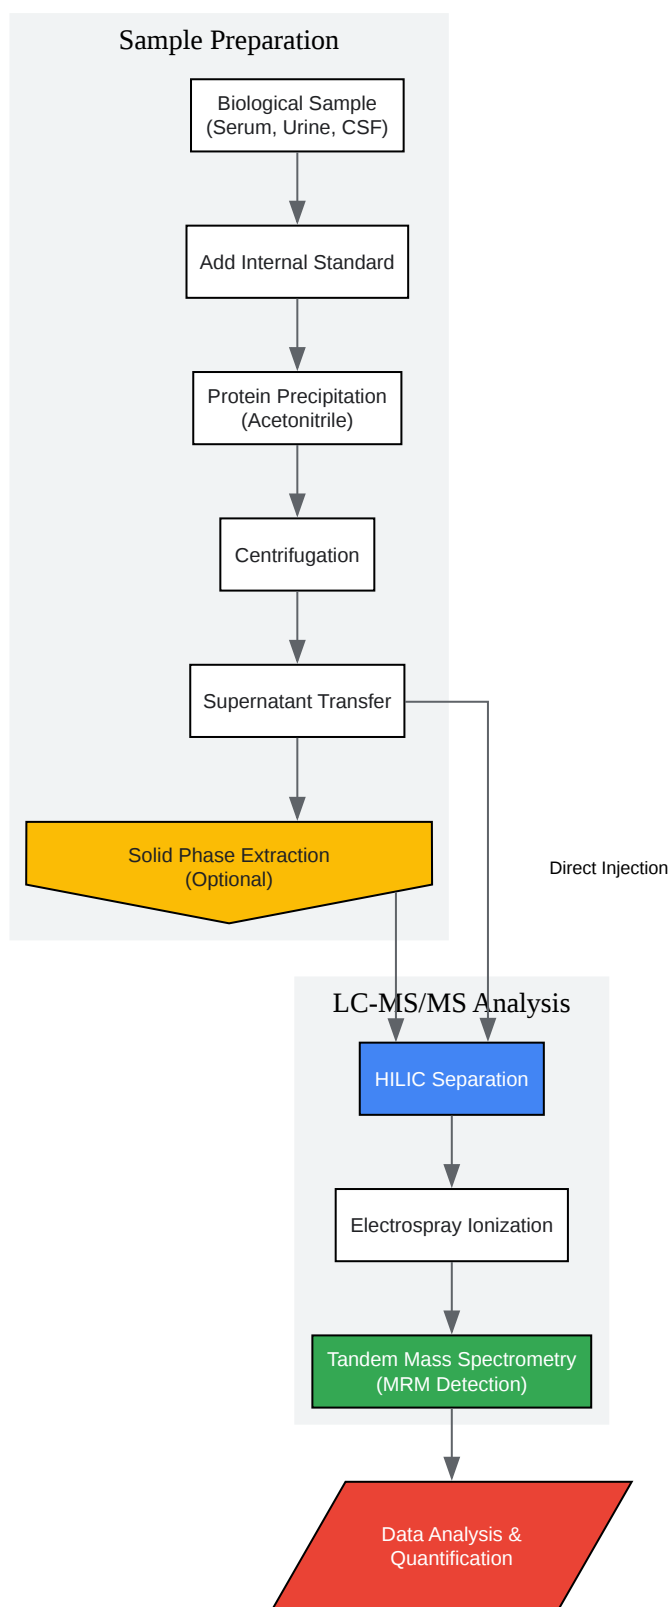 Sample Preparation
Biological Sample
(Serum, Urine, CSF)
Add Internal Standard
Protein Precipitation
(Acetonitrile)
Centrifugation
Supernatant Transfer
Solid Phase Extraction
(Optional)
Direct Injection
LC-MS/MS Analysis
HILIC Separation
Electrospray Ionization
Tandem Mass Spectrometry
(MRM Detection)
Data Analysis &
Quantification